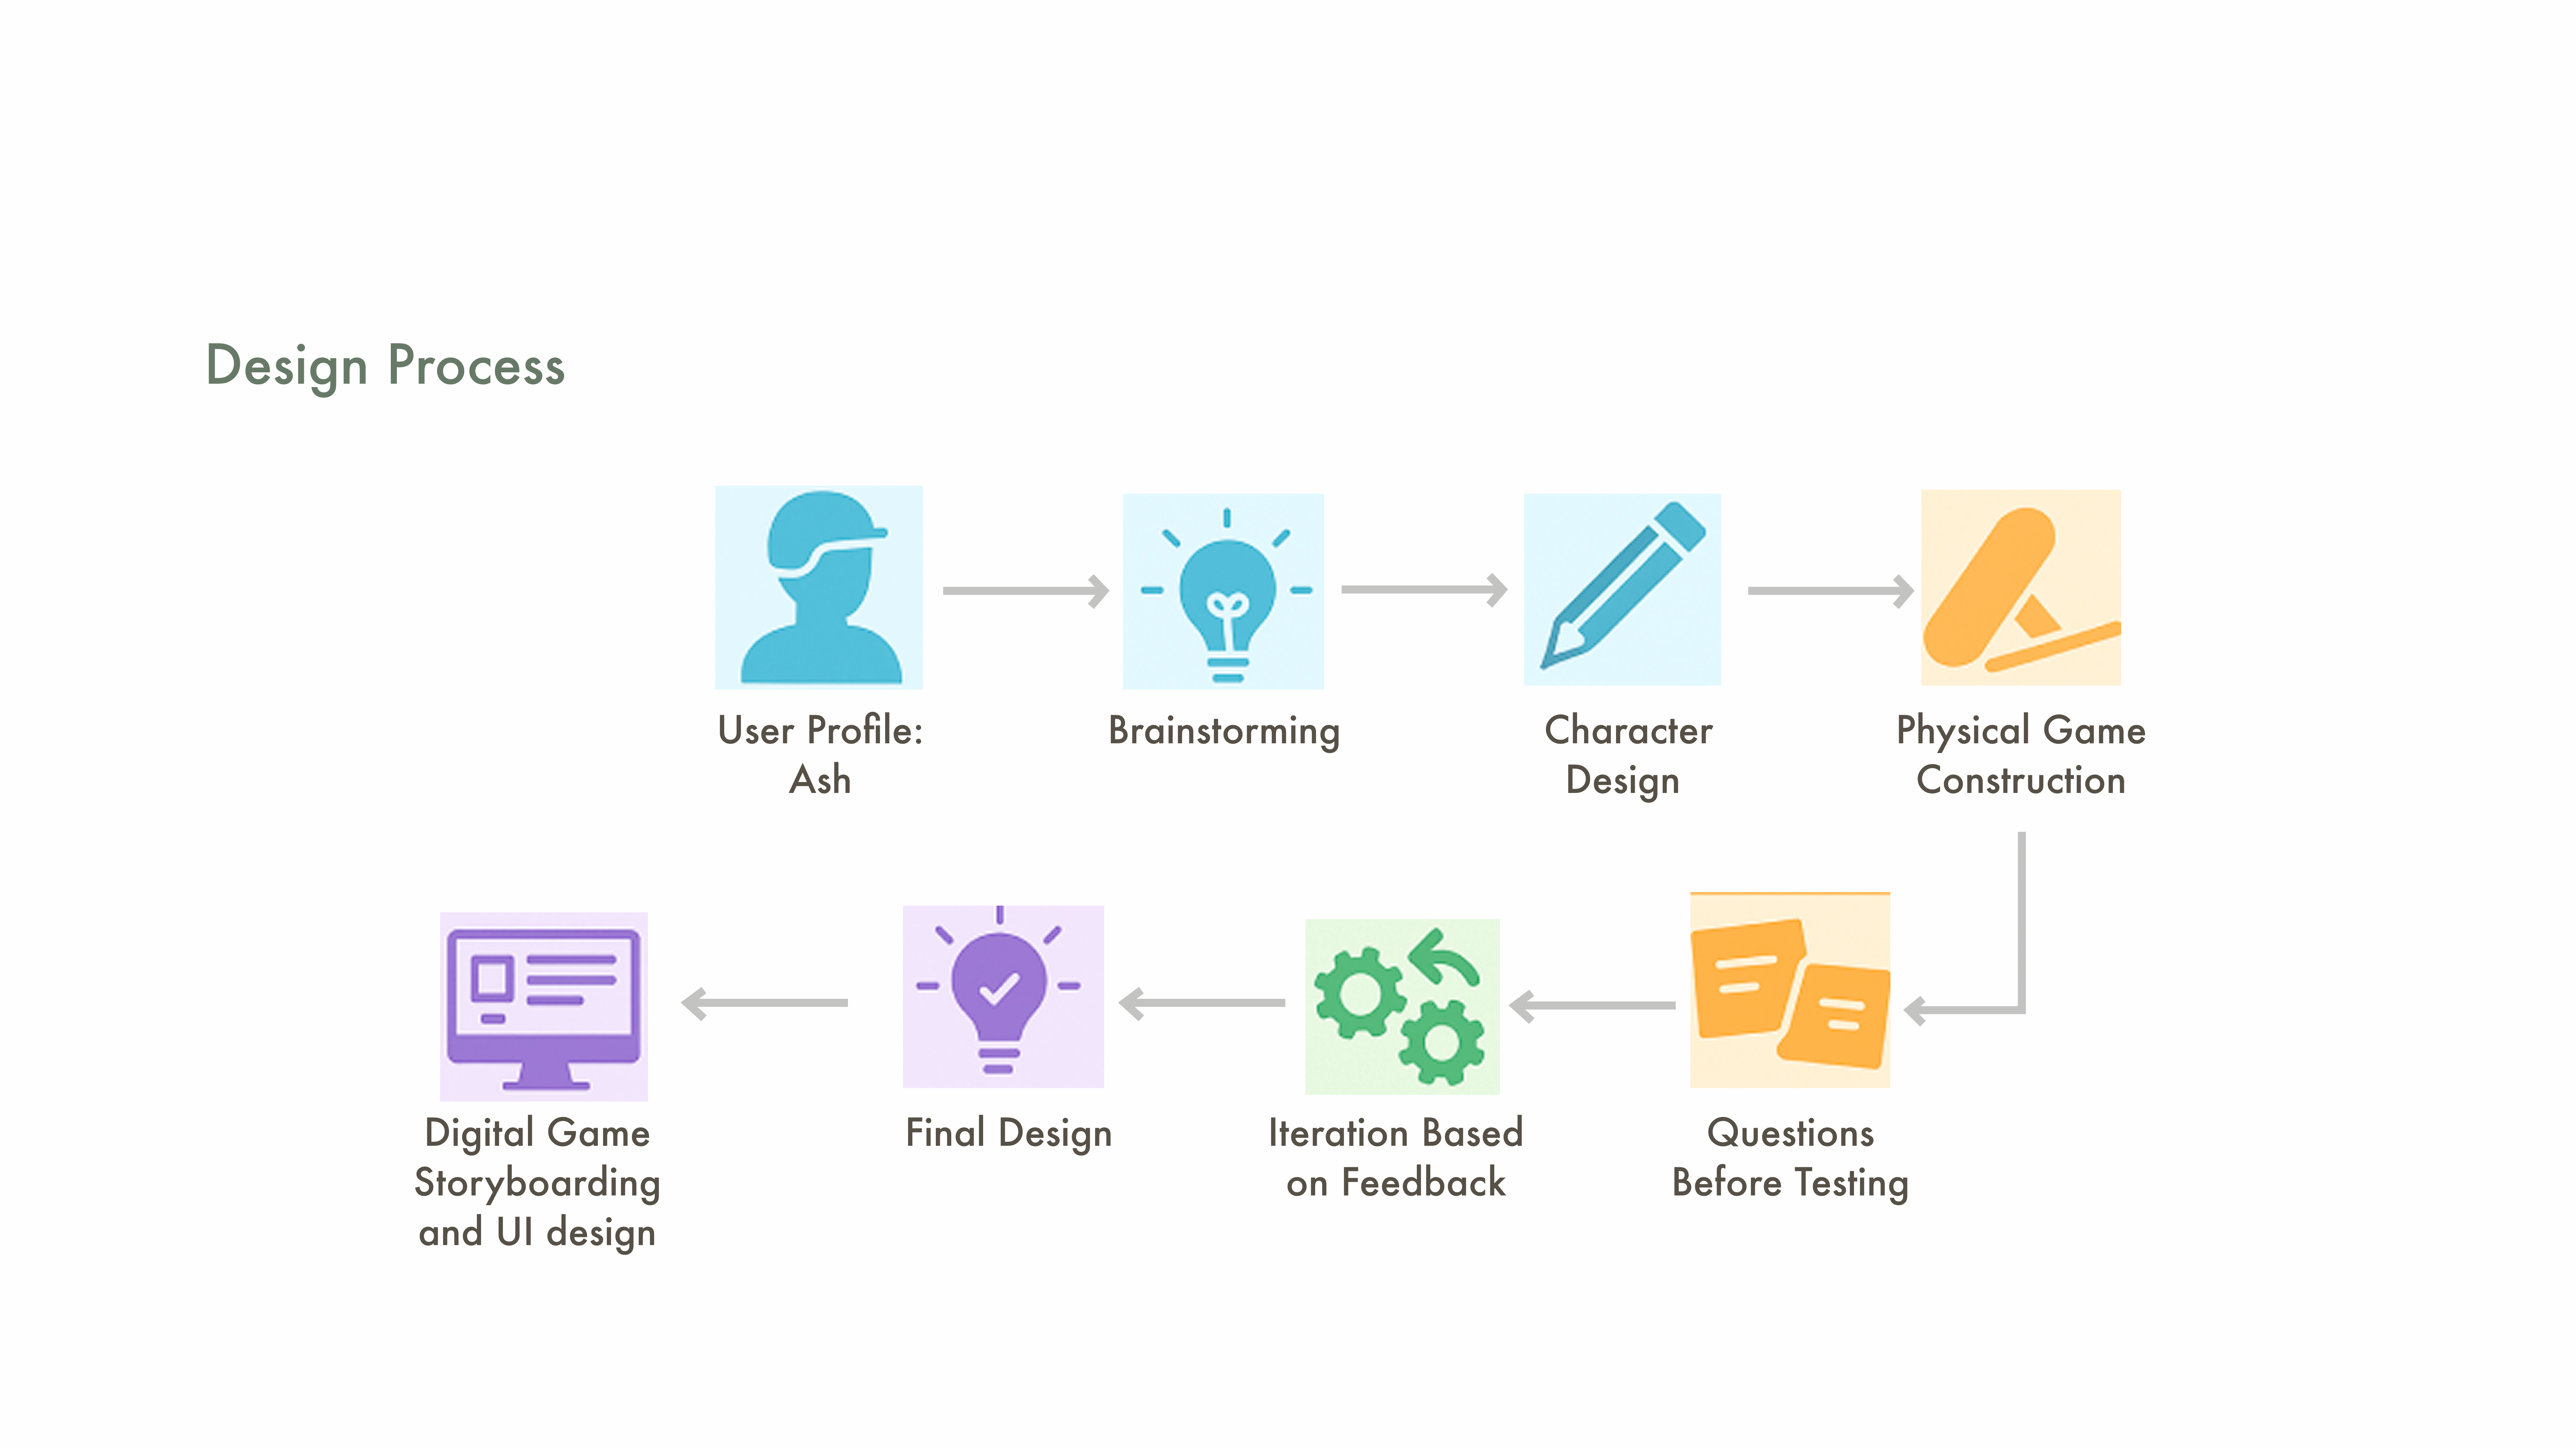 Design Process
User Profile:
Ash
Brainstorming
Character
Design
Physical Game
Construction
Digital Game
Storyboarding
and UI design
Final Design
Iteration Based
on Feedback
Questions
Before Testing